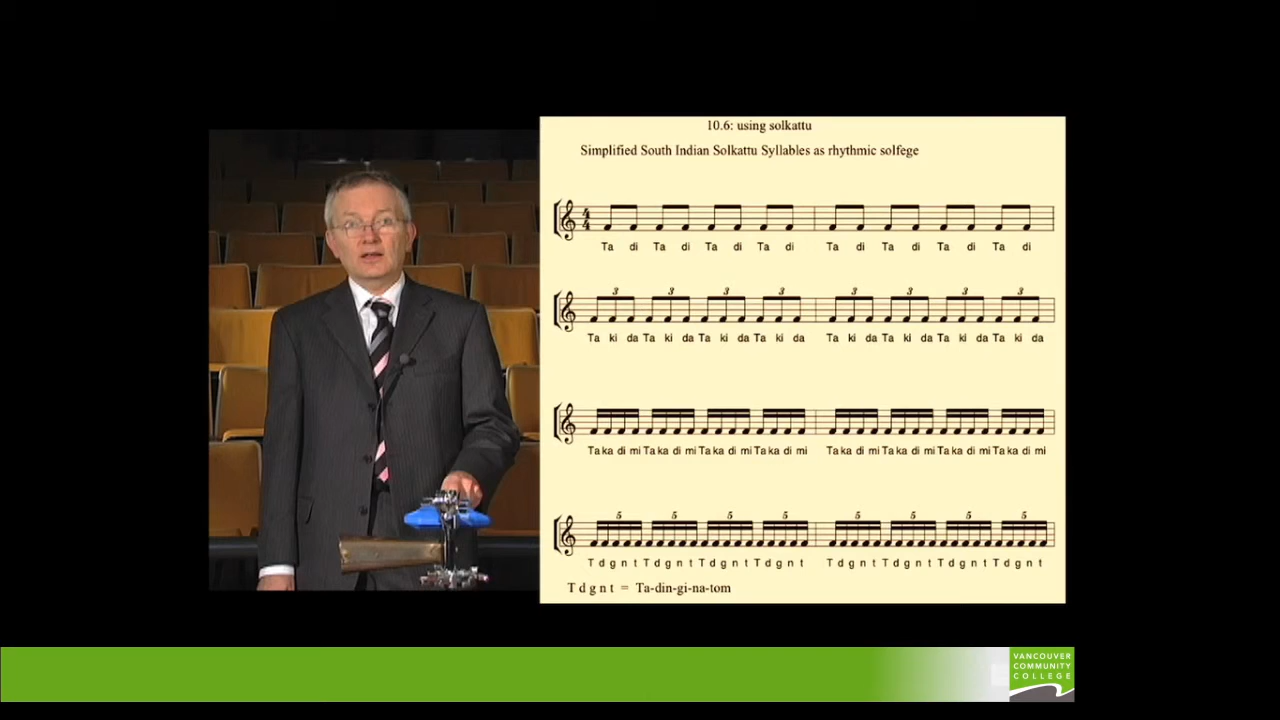 10.6: using solkattu
Simplified South Indian Solkattu Syllables as rhythmic solfege
4
4
Ta di Ta di Ta di Ta di Ta di Ta di Ta di Ta di
3 3 3 3 3 3 3 3
Ta ki da Ta ki da Ta ki da Ta ki da Ta ki da Ta ki da Ta ki da Ta ki da
Ta ka di mi Ta ka di mi Ta ka di mi Ta ka di mi Ta ka di mi Ta ka di mi Ta ka di mi Ta ka di mi
5 5 5 5 5 5 5 5
T d g n t T d g n t T d g n t T d g n t T d g n t T d g n t T d g n t T d g n t
T d g n t = Ta-din-gi-na-tom
VANCOUVER
COMMUNITY
COLLEGE